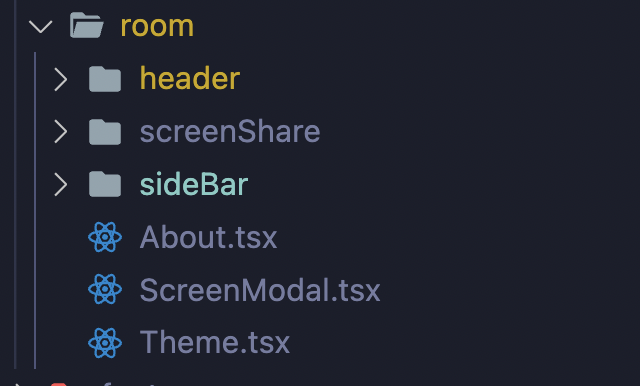 room
header
screenShare
sideBar
About.tsx
ScreenModal.tsx
Theme.tsx